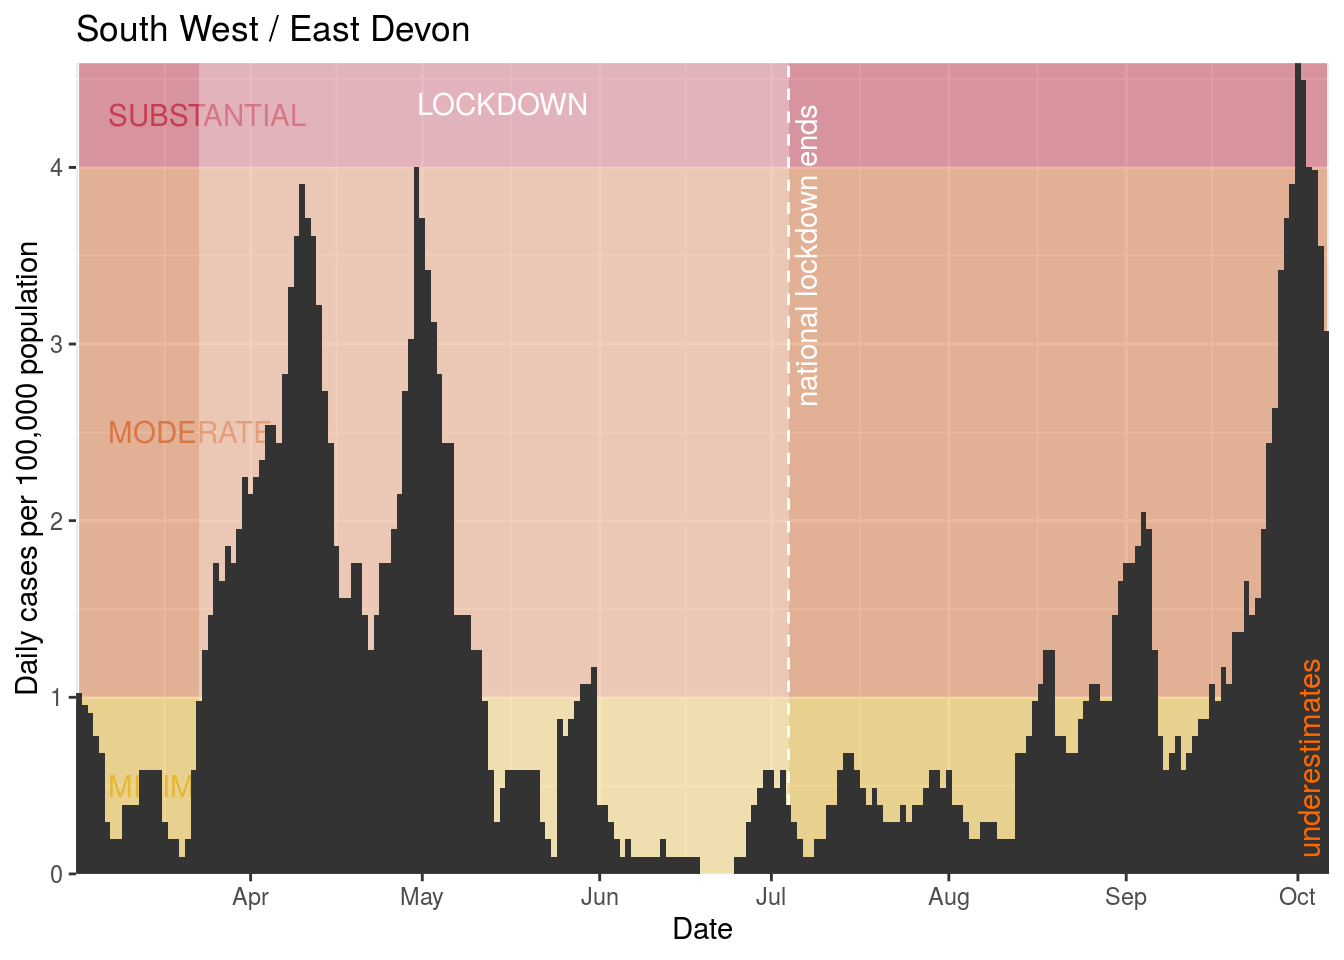 South West / East Devon
SUBSTANTIAL
LOCKDOWN
national lockdown ends
MODERATE
underestimates
Daily cases per 100,000 population
4
3
2
1
0
Apr
May
Jun
Jul
Aug
Sep
Oct
Date